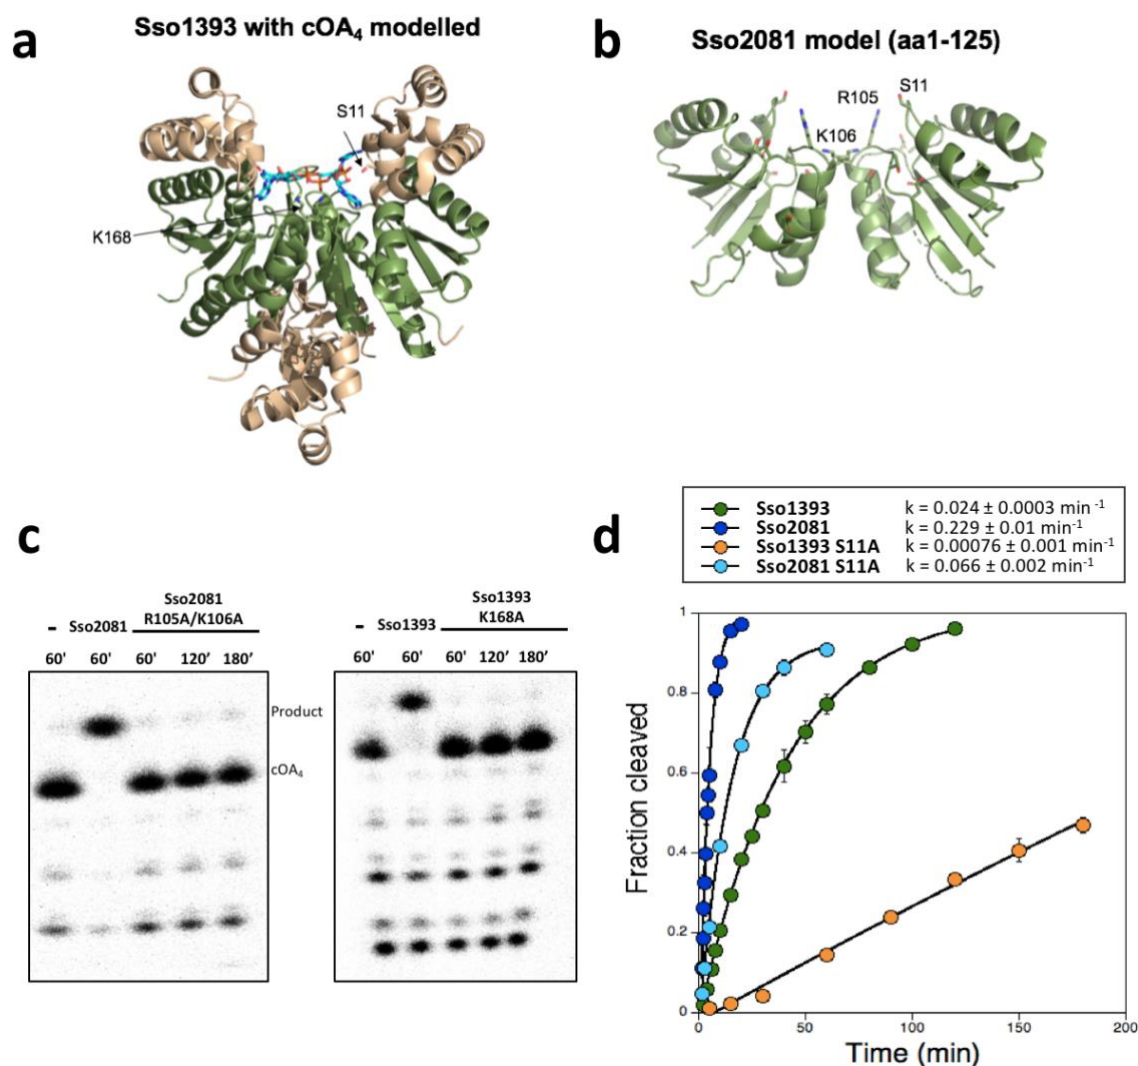 a
Sso1393 with cOA4 modelled
S11
K168
b
Sso2081 model (aa1-125)
R105
S11
K106
c
– Sso2081
Sso2081
R105A/K106A
60' 60' 60' 120' 180'
– Sso1393
Sso1393
K168A
60' 60' 60' 120' 180'
Product
cOA4
d
Sso1393 k = 0.024 ± 0.0003 min -1
Sso2081 k = 0.229 ± 0.01 min-1
Sso1393 S11A k = 0.00076 ± 0.001 min-1
Sso2081 S11A k = 0.066 ± 0.002 min-1
Fraction cleaved
1
0.8
0.6
0.4
0.2
0
0 50 100 150 200
Time (min)